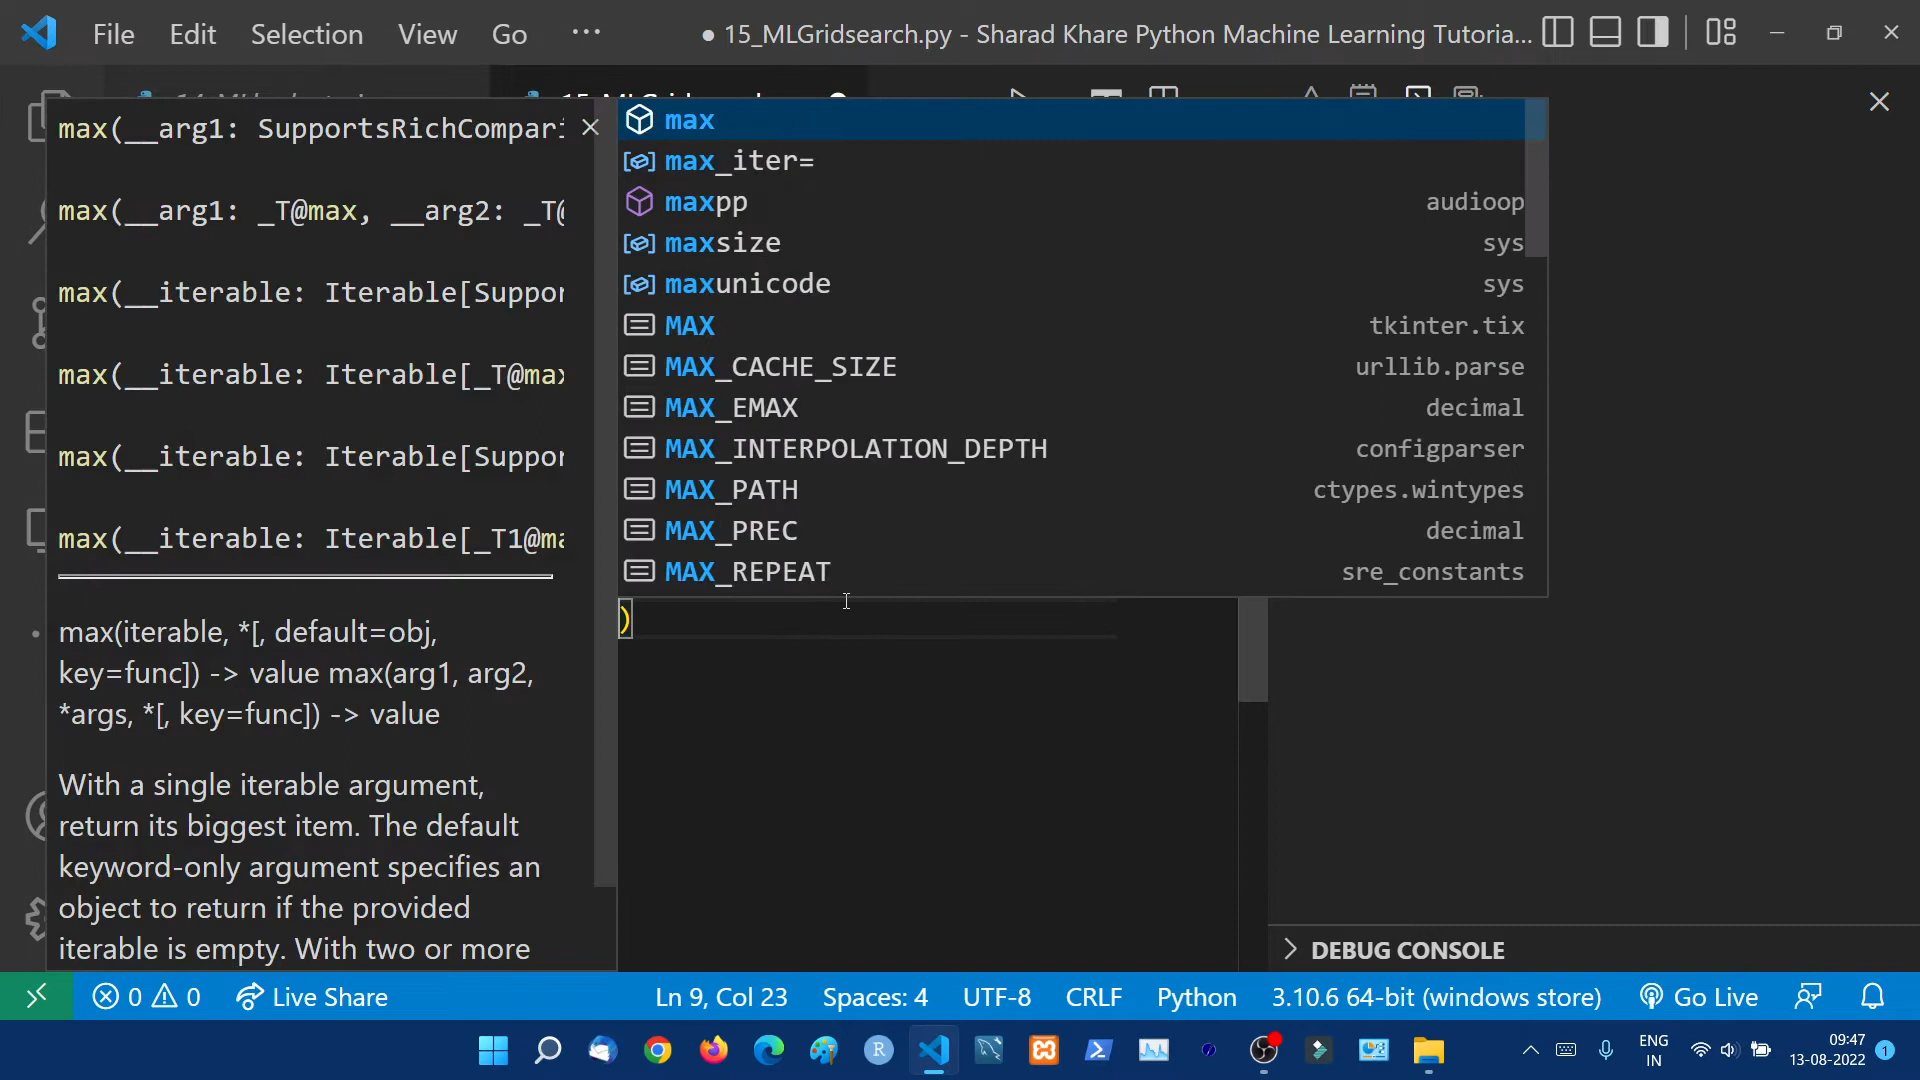 File Edit Selection View Go ···
● 15_MLGridsearch.py - Sharad Khare Python Machine Learning Tutoria...
max(__arg1: SupportsRichCompari
max(__arg1: _T@max, __arg2: _T@
max(__iterable: Iterable[Suppor
max(__iterable: Iterable[_T@max
max(__iterable: Iterable[Suppor
max(__iterable: Iterable[_T1@ma
max(iterable, *[, default=obj,
key=func]) -> value max(arg1, arg2,
*args, *[, key=func]) -> value
With a single iterable argument,
return its biggest item. The default
keyword-only argument specifies an
object to return if the provided
iterable is empty. With two or more
max
max_iter=
maxpp audioop
maxsize sys
maxunicode sys
MAX tkinter.tix
MAX_CACHE_SIZE urllib.parse
MAX_EMAX decimal
MAX_INTERPOLATION_DEPTH configparser
MAX_PATH ctypes.wintypes
MAX_PREC decimal
MAX_REPEAT sre_constants
)
DEBUG CONSOLE
0 0 Live Share Ln 9, Col 23 Spaces: 4 UTF-8 CRLF Python 3.10.6 64-bit (windows store) Go Live
ENG
IN
09:47
13-08-2022
1